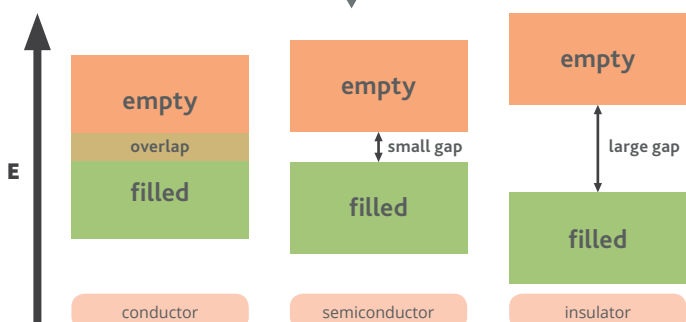 empty
overlap
filled
empty
small gap
filled
empty
large gap
filled
E
conductor
semiconductor
insulator